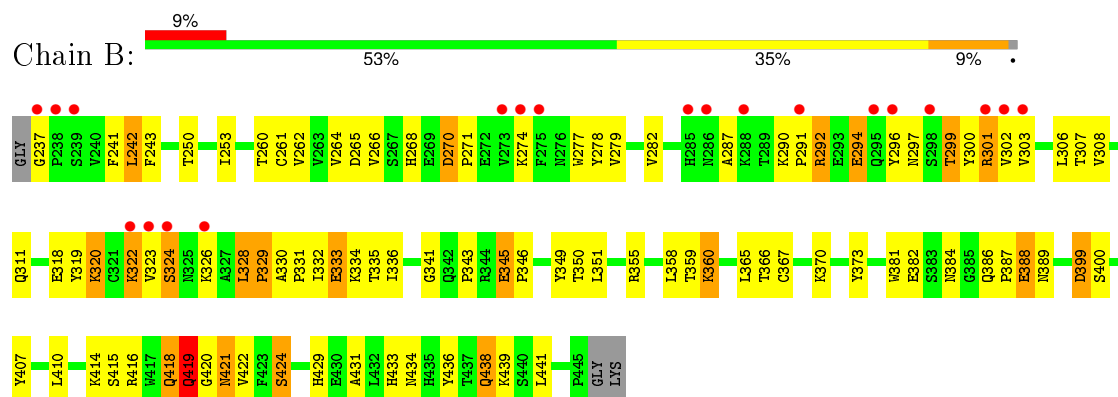 9%
Chain B:
53% 35% 9% •
GLY G237 P238 S239 V240 F241 L242 F243 T250 I253 T260 C261 V262 V263 V264 D265 V266 S267 H268 E269 D270 P271 E272 V273 K274 F275 N276 W277 Y278 V279 V282 H285 N286 A287 K288 T289 K290 P291 R292 E293 E294 Q295 Y296 N297 S298 T299 Y300 R301 V302 V303 L306 T307 V308
Q311 E318 Y319 K320 C321 K322 V323 S324 N325 K326 A327 L328 P329 A330 P331 I332 E333 K334 T335 I336 G341 Q342 P343 R344 E345 P346 Y349 T350 L351 R355 L358 T359 K360 L365 T366 C367 K370 Y373 W381 E382 S383 N384 G385 Q386 P387 E388 N389 D399 S400
Y407 L410 K414 S415 R416 W417 Q418 Q419 G420 N421 V422 F423 S424 H429 E430 A431 L432 H433 N434 H435 Y436 T437 Q438 K439 S440 L441 P445 GLY LYS